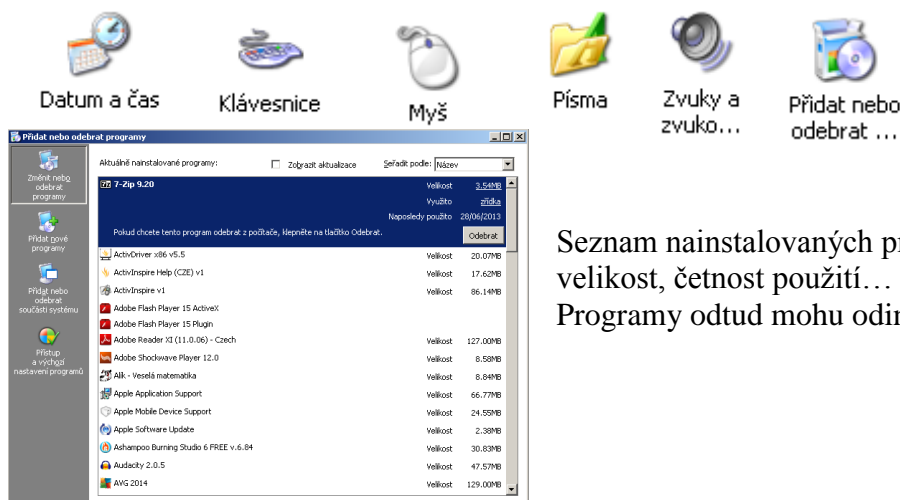 Datum a čas
Klávesnice
Myš
Písma
Zvuky a
zvuko...
Přidat nebo
odebrat ...
Přidat nebo odebrat programy
Změnit nebo
odebrat
programy
Přidat nové
programy
Přidat nebo
odebrat
součásti systému
Přístup
a výchozí
nastavení programů
Aktuálně nainstalované programy: Zobrazit aktualizace Seřadit podle: Název
7-Zip 9.20 Velikost 3.54MB
Využito zřídka
Naposledy použito 28/06/2013
Pokud chcete tento program odebrat z počítače, klepněte na tlačítko Odebrat. Odebrat
ActivDriver x86 v5.5 Velikost 20.07MB
ActivInspire Help (CZE) v1 Velikost 17.62MB
ActivInspire v1 Velikost 86.14MB
Adobe Flash Player 15 ActiveX
Adobe Flash Player 15 Plugin
Adobe Reader XI (11.0.06) - Czech Velikost 127.00MB
Adobe Shockwave Player 12.0 Velikost 8.58MB
Alík - Veselá matematika Velikost 8.84MB
Apple Application Support Velikost 66.77MB
Apple Mobile Device Support Velikost 24.55MB
Apple Software Update Velikost 2.38MB
Ashampoo Burning Studio 6 FREE v.6.84 Velikost 30.83MB
Audacity 2.0.5 Velikost 47.57MB
AVG 2014 Velikost 129.00MB
Seznam nainstalovaných
velikost, četnost použití…
Programy odtud mohu